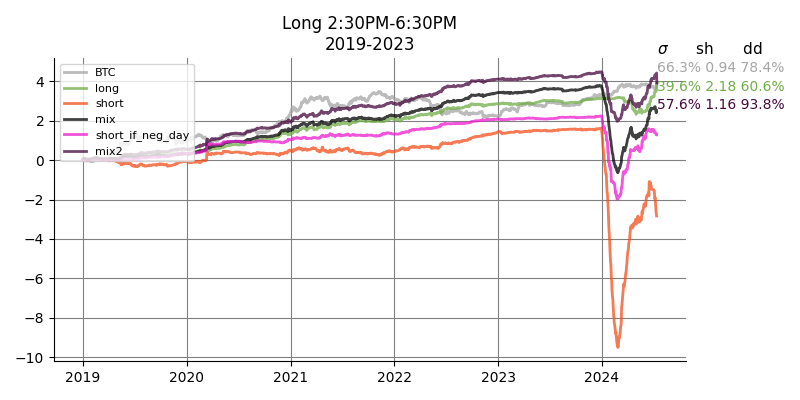 Long 2:30PM-6:30PM
2019-2023
σ sh dd
66.3% 0.94 78.4%
39.6% 2.18 60.6%
57.6% 1.16 93.8%
BTC
long
short
mix
short_if_neg_day
mix2
4
2
0
−2
−4
−6
−8
−10
2019 2020 2021 2022 2023 2024